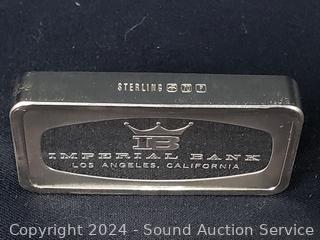 STERLING
IB
IMPERIAL BANK
LOS ANGELES, CALIFORNIA
Copyright © 2024 - Sound Auction Service